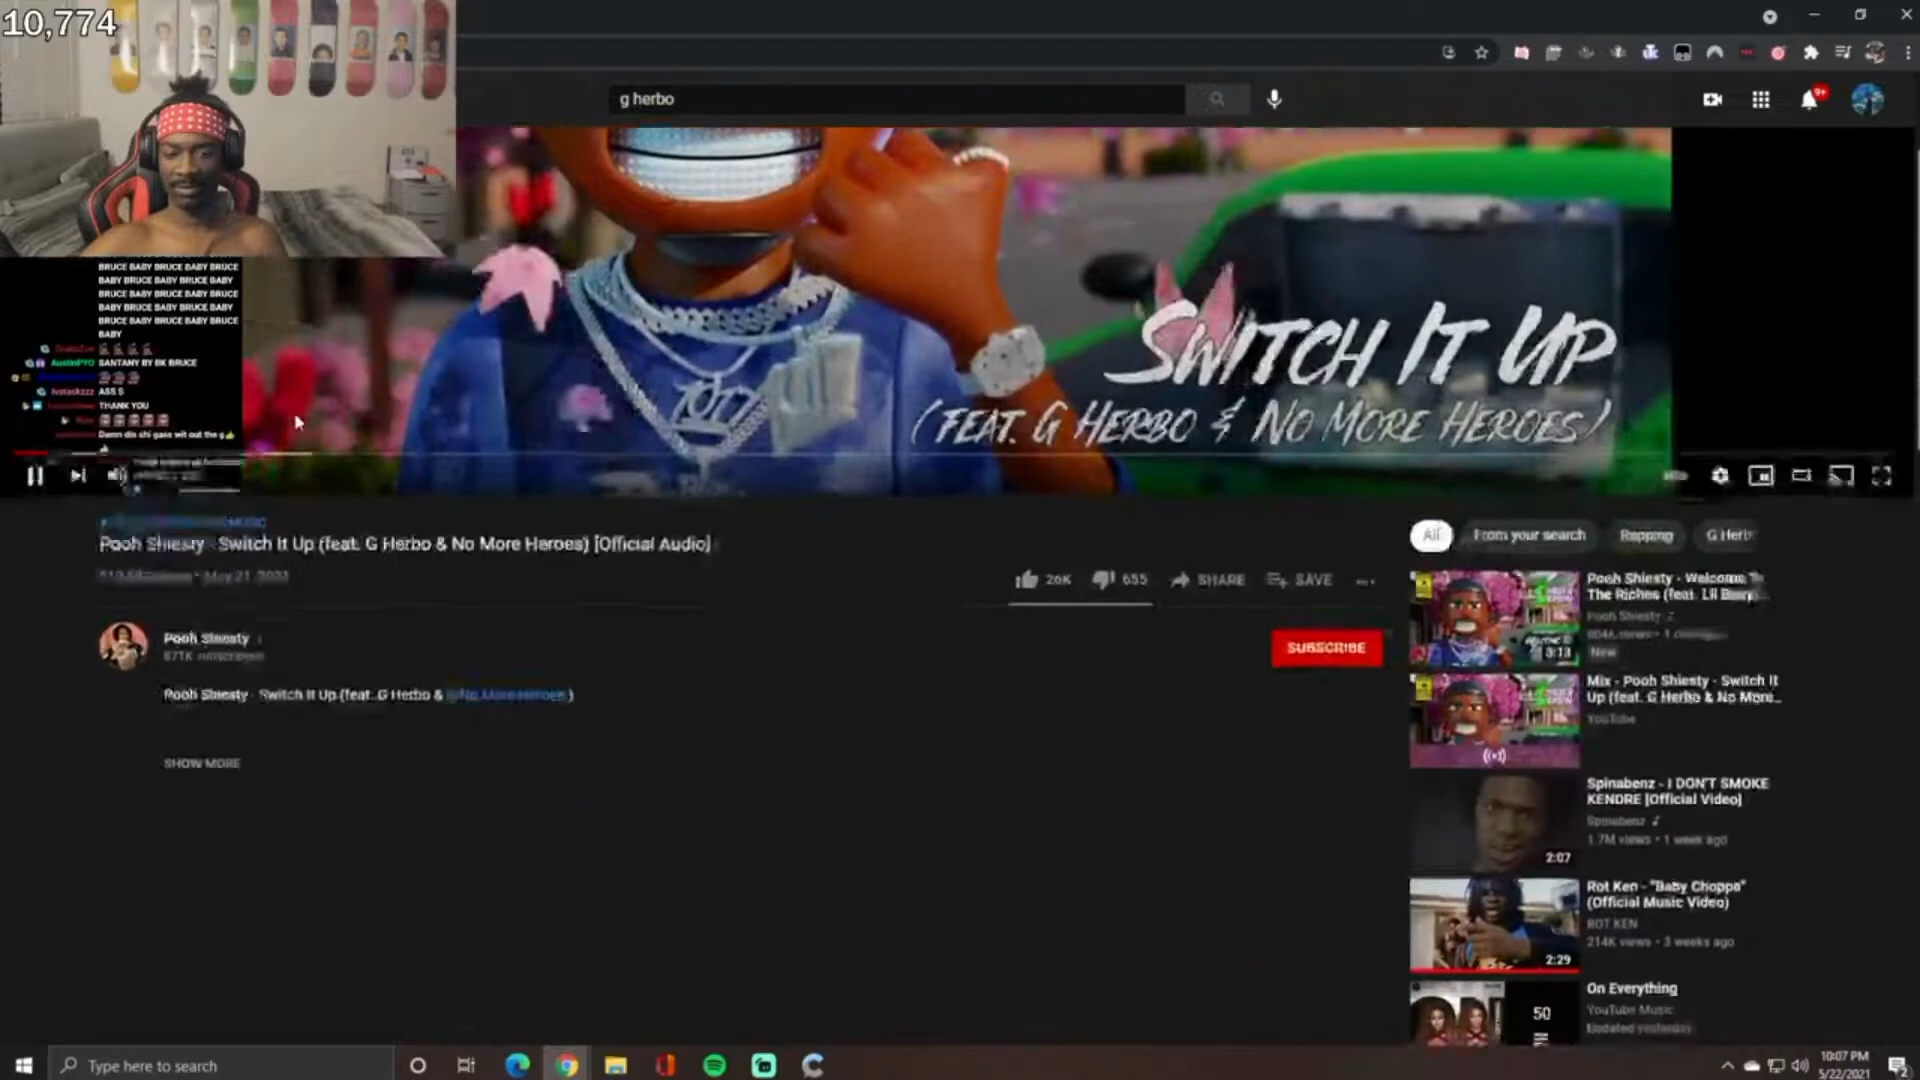 10,774
g herbo
9+
BRUCE BABY BRUCE BABY BRUCE
BABY BRUCE BABY BRUCE BABY
BRUCE BABY BRUCE BABY BRUCE
BABY BRUCE BABY BRUCE BABY
BRUCE BABY BRUCE BABY BRUCE
BABY
AustinPYO SANTANY BY BK BRUCE
ASS S
THANK YOU
Damn dis shi gass wit out the g
SWITCH IT UP
(FEAT. G HERBO & NO MORE HEROES)
Pooh Shiesty - Switch It Up (feat. G Herbo & No More Heroes) [Official Audio]
May 21, 2021
26K
655
SHARE
SAVE
Pooh Shiesty
671K subscribers
SUBSCRIBE
Pooh Shiesty - Switch It Up (feat. G Herbo & @No More Heroes )
SHOW MORE
All
From your search
Rapping
G Herb
Pooh Shiesty - Welcome To
The Riches (feat. Lil Baby)
Pooh Shiesty
3:13
New
Mix - Pooh Shiesty - Switch It
Up (feat. G Herbo & No More...
YouTube
Spinabenz - I DON'T SMOKE
KENDRE [Official Video]
Spinabenz
1.7M views • 1 week ago
2:07
Rot Ken - "Baby Choppa"
(Official Music Video)
ROT KEN
214K views • 3 weeks ago
2:29
On Everything
YouTube Music
Updated yesterday
50
Type here to search
10:07 PM
5/22/2021
2